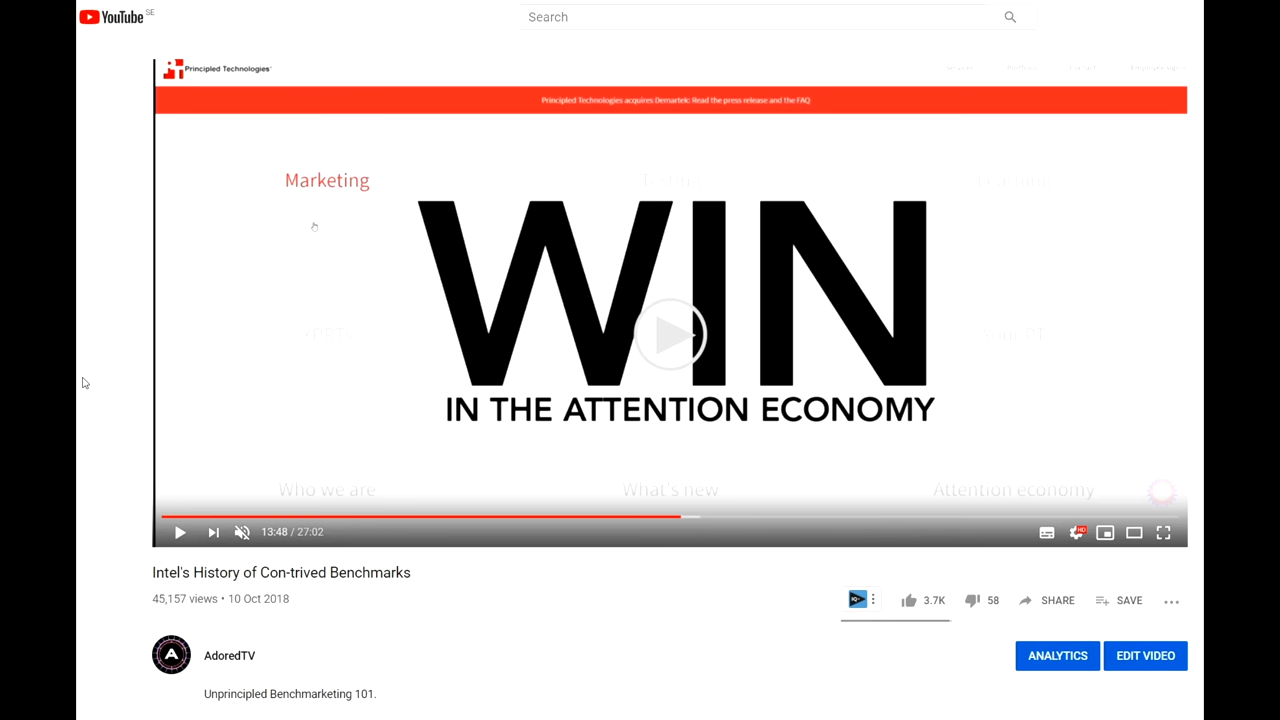 YouTube SE
Search
Principled Technologies
Principled Technologies acquires Demartek: Read the press release and the FAQ
Marketing
WIN
IN THE ATTENTION ECONOMY
Who we are
What's new
Attention economy
13:48 / 27:02
HD
Intel's History of Con-trived Benchmarks
45,157 views • 10 Oct 2018
3.7K
58
SHARE
SAVE
AdoredTV
ANALYTICS
EDIT VIDEO
Unprincipled Benchmarketing 101.